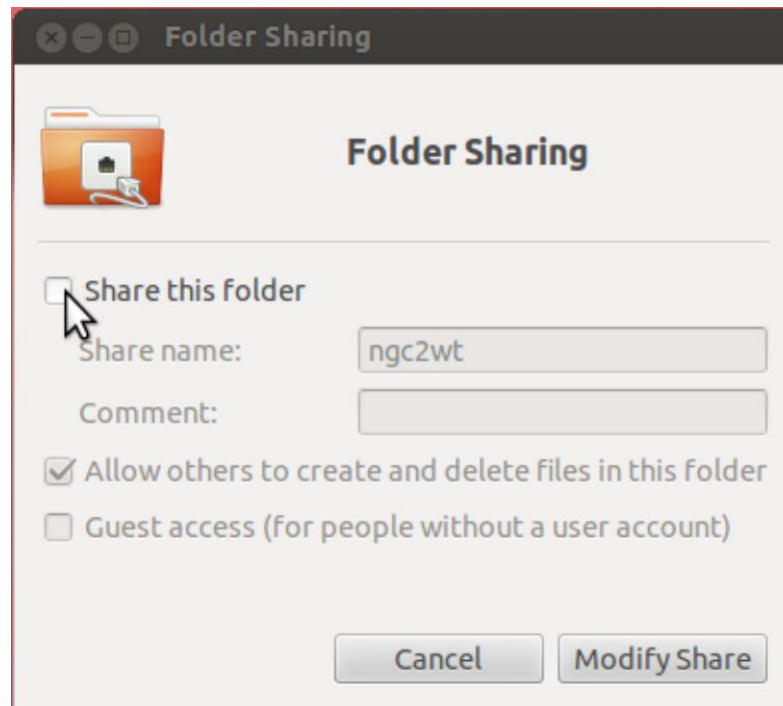 Folder Sharing
Folder Sharing
Share this folder
Share name: ngc2wt
Comment:
Allow others to create and delete files in this folder
Guest access (for people without a user account)
Cancel Modify Share